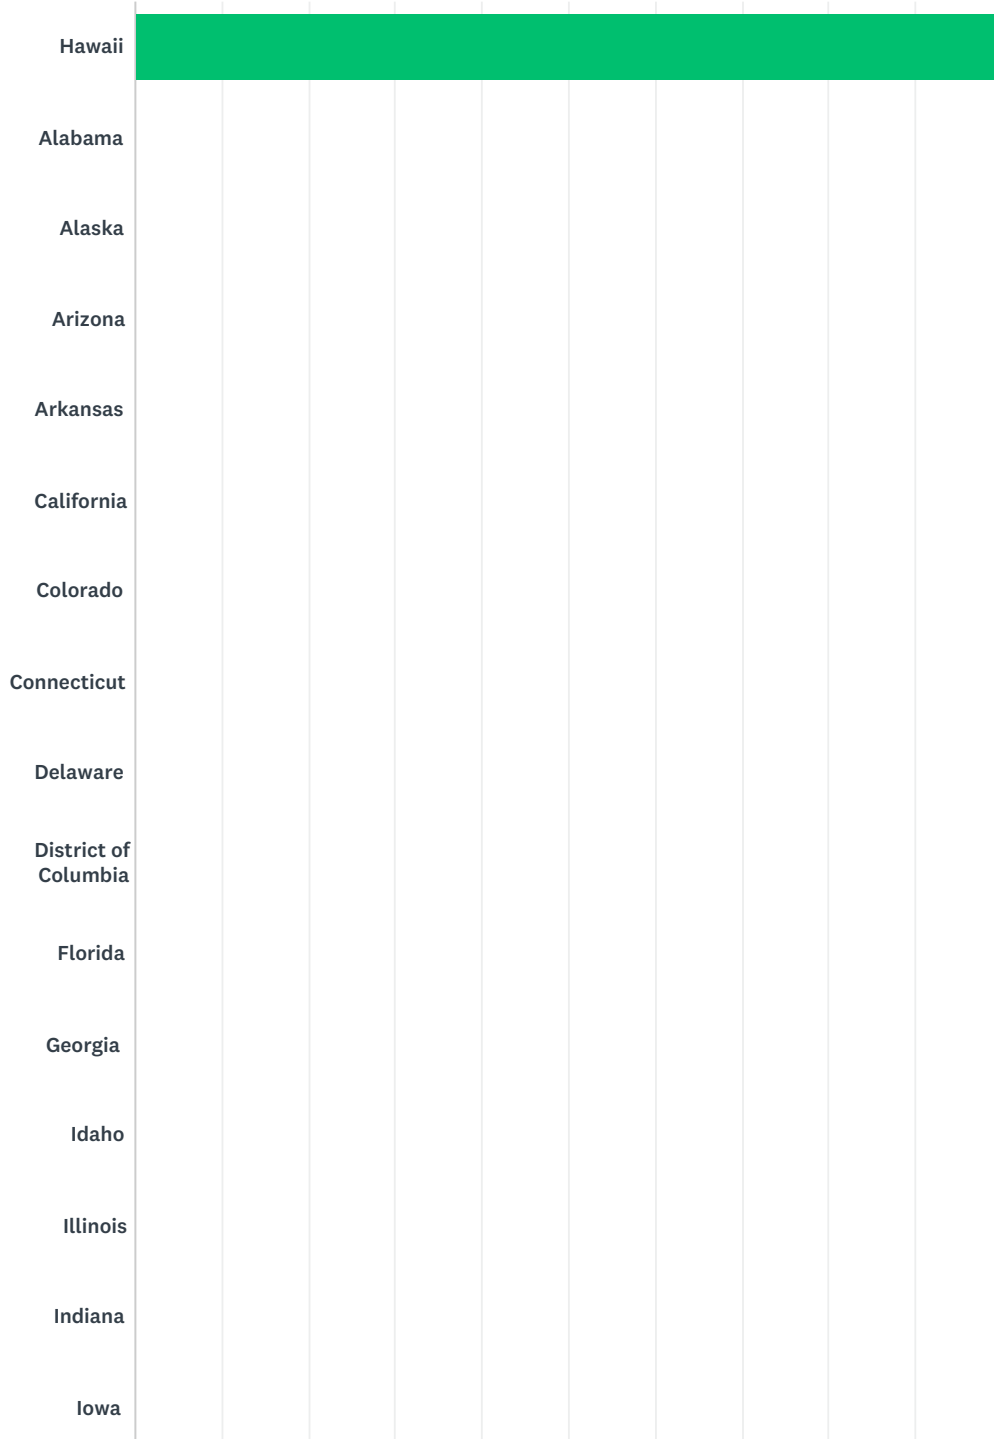 Hawaii
Alabama
Alaska
Arizona
Arkansas
California
Colorado
Connecticut
Delaware
District of
Columbia
Florida
Georgia
Idaho
Illinois
Indiana
Iowa